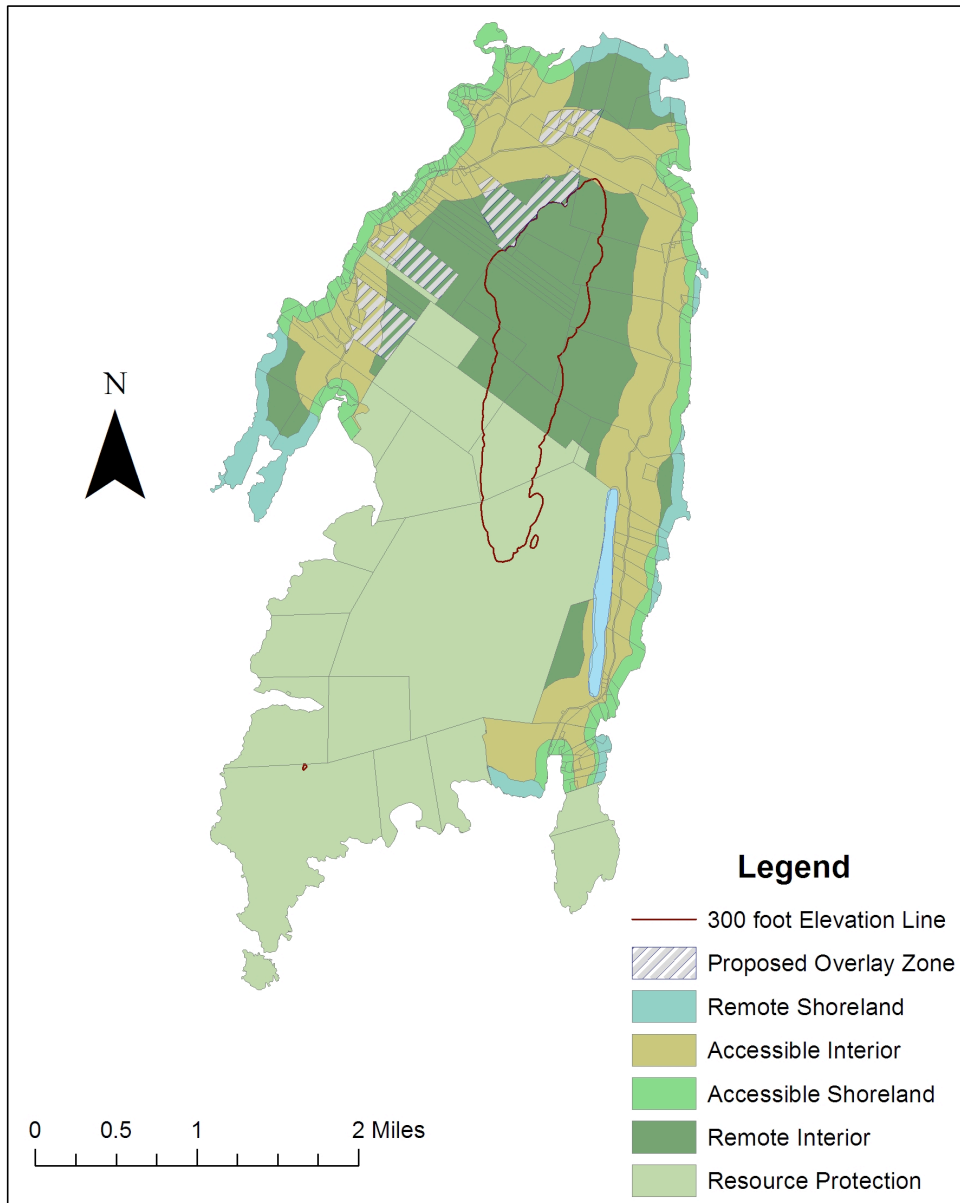 N
Legend
300 foot Elevation Line
Proposed Overlay Zone
Remote Shoreland
Accessible Interior
Accessible Shoreland
Remote Interior
Resource Protection
0 0.5 1 2 Miles